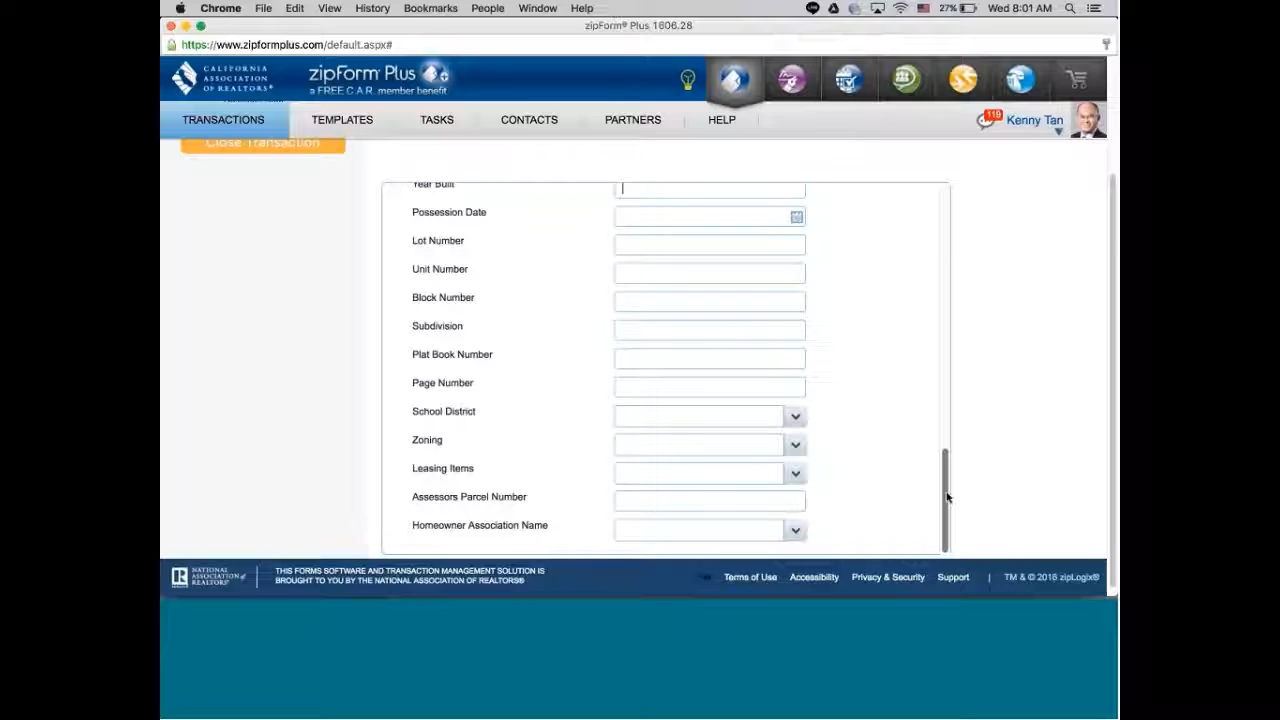 Chrome File Edit View History Bookmarks People Window Help 27% Wed 8:01 AM
zipForm® Plus 1606.28
https://www.zipformplus.com/default.aspx#
CALIFORNIA
ASSOCIATION
OF REALTORS®
zipForm Plus
a FREE C.A.R. member benefit
TRANSACTIONS TEMPLATES TASKS CONTACTS PARTNERS HELP 119 Kenny Tan
Close Transaction
Year Built
Possession Date
Lot Number
Unit Number
Block Number
Subdivision
Plat Book Number
Page Number
School District
Zoning
Leasing Items
Assessors Parcel Number
Homeowner Association Name
NATIONAL
ASSOCIATION of
REALTORS®
THIS FORMS SOFTWARE AND TRANSACTION MANAGEMENT SOLUTION IS
BROUGHT TO YOU BY THE NATIONAL ASSOCIATION OF REALTORS®
Terms of Use Accessibility Privacy & Security Support | TM & © 2016 zipLogix®